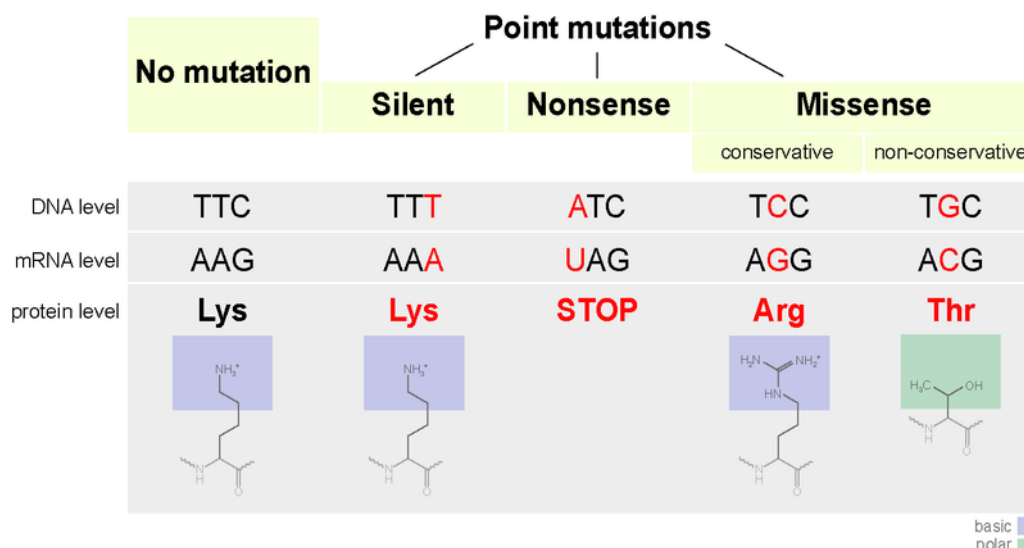 Point mutations
No mutation
Silent Nonsense Missense
conservative non-conservative
DNA level TTC TTT ATC TCC TGC
mRNA level AAG AAA UAG AGG ACG
protein level Lys Lys STOP Arg Thr
NH₃⁺ NH₃⁺ H₂N NH₂⁺
HN
H₃C OH
N H O
N H O
N H O
N H O
basic
polar